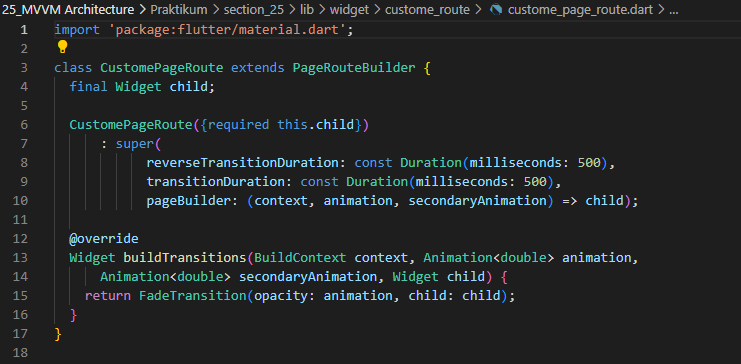 25_MVVM Architecture > Praktikum > section_25 > lib > widget > custome_route > custome_page_route.dart > ...
1 import 'package:flutter/material.dart';
2
3 class CustomePageRoute extends PageRouteBuilder {
4   final Widget child;
5
6   CustomePageRoute({required this.child})
7       : super(
8             reverseTransitionDuration: const Duration(milliseconds: 500),
9             transitionDuration: const Duration(milliseconds: 500),
10             pageBuilder: (context, animation, secondaryAnimation) => child);
11
12   @override
13   Widget buildTransitions(BuildContext context, Animation<double> animation,
14       Animation<double> secondaryAnimation, Widget child) {
15     return FadeTransition(opacity: animation, child: child);
16   }
17 }
18